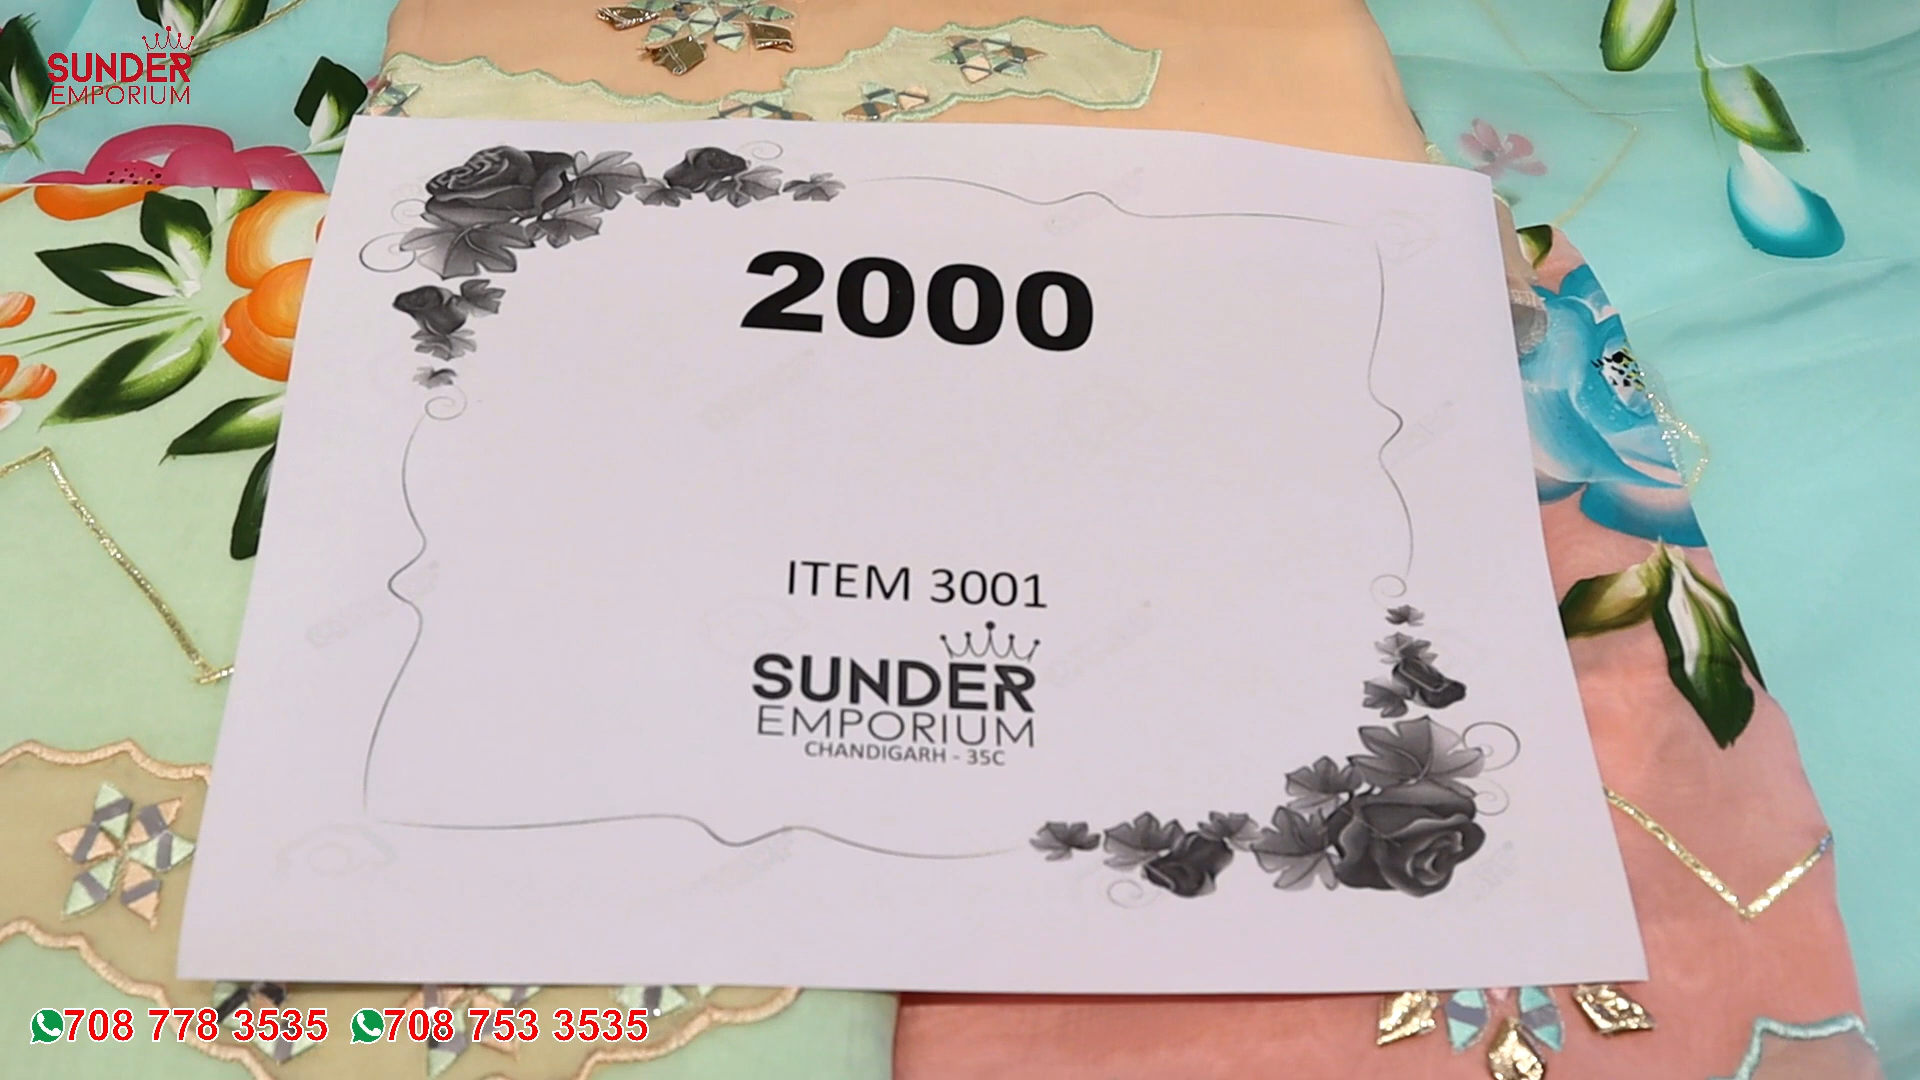 SUNDER
EMPORIUM
2000
ITEM 3001
SUNDER
EMPORIUM
CHANDIGARH - 35C
708 778 3535 708 753 3535